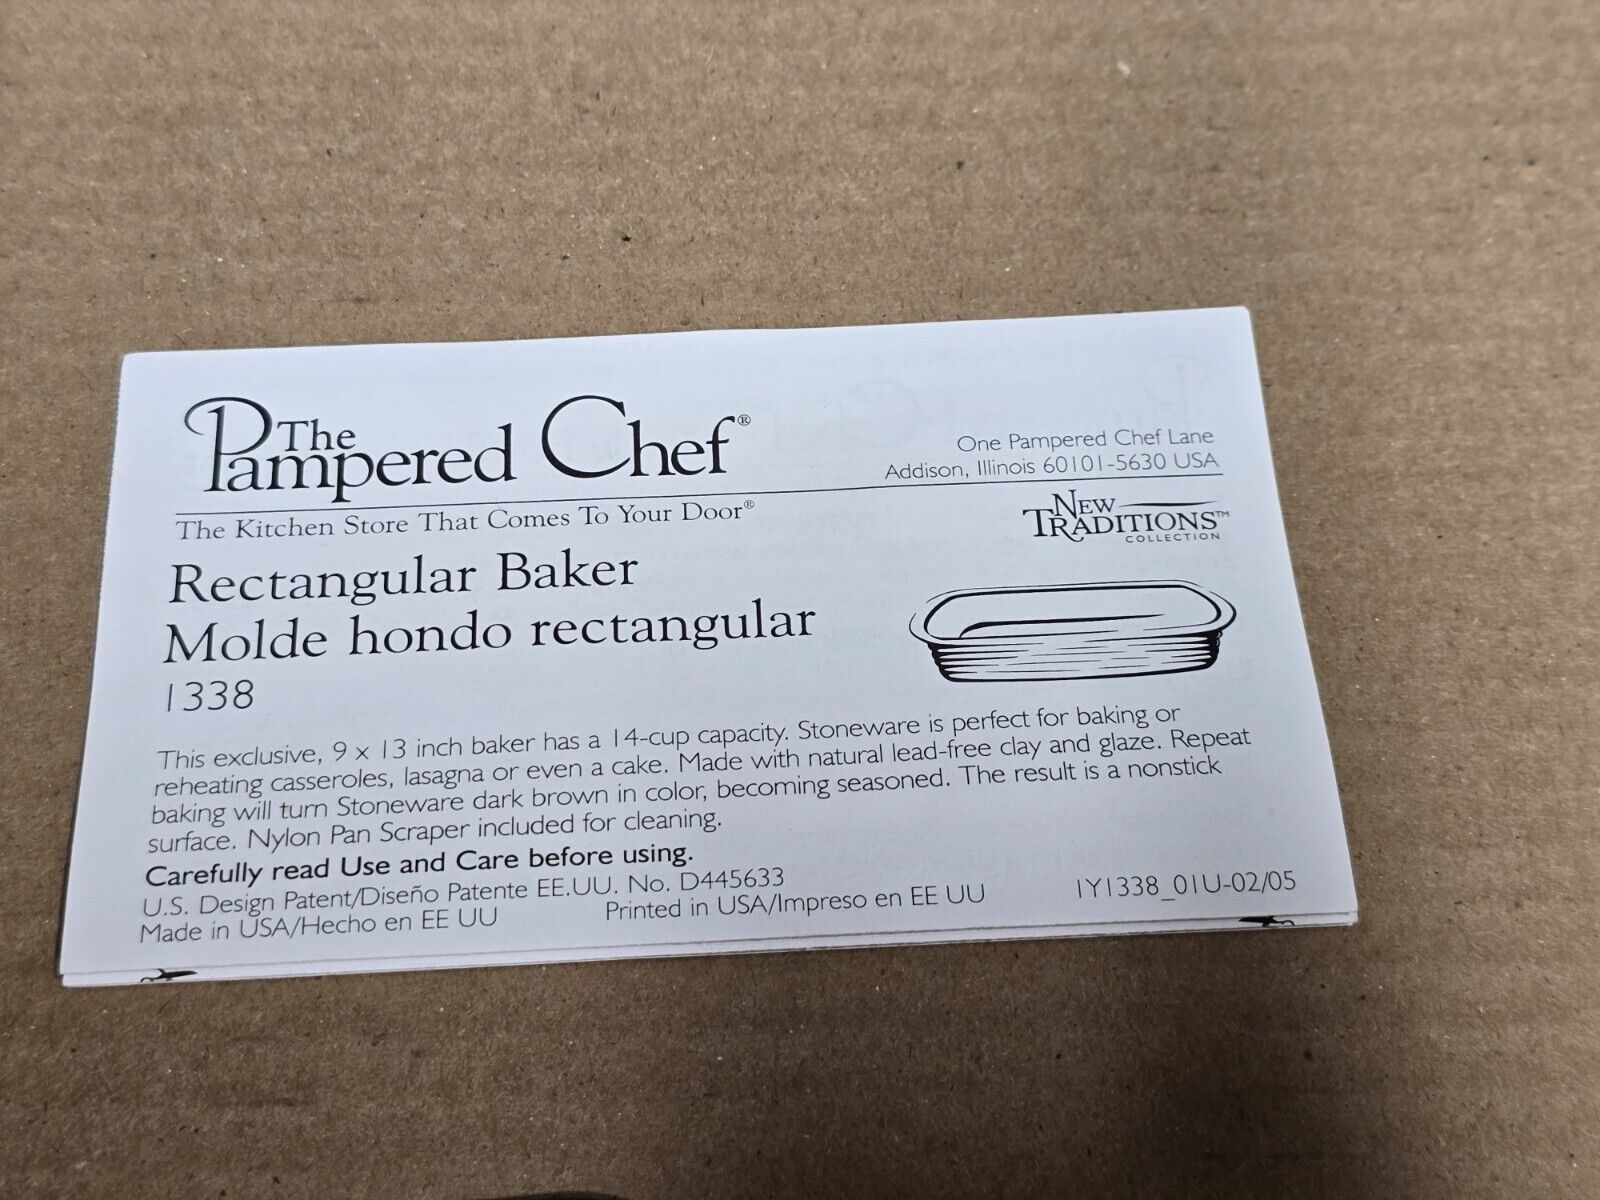 The Pampered Chef®
One Pampered Chef Lane
Addison, Illinois 60101-5630 USA
The Kitchen Store That Comes To Your Door®
NEW TRADITIONS™ COLLECTION
Rectangular Baker
Molde hondo rectangular
1338
This exclusive, 9 x 13 inch baker has a 14-cup capacity. Stoneware is perfect for baking or
reheating casseroles, lasagna or even a cake. Made with natural lead-free clay and glaze. Repeat
baking will turn Stoneware dark brown in color, becoming seasoned. The result is a nonstick
surface. Nylon Pan Scraper included for cleaning.
Carefully read Use and Care before using.
U.S. Design Patent/Diseño Patente EE.UU. No. D445633
Made in USA/Hecho en EE UU Printed in USA/Impreso en EE UU 1Y1338_01U-02/05